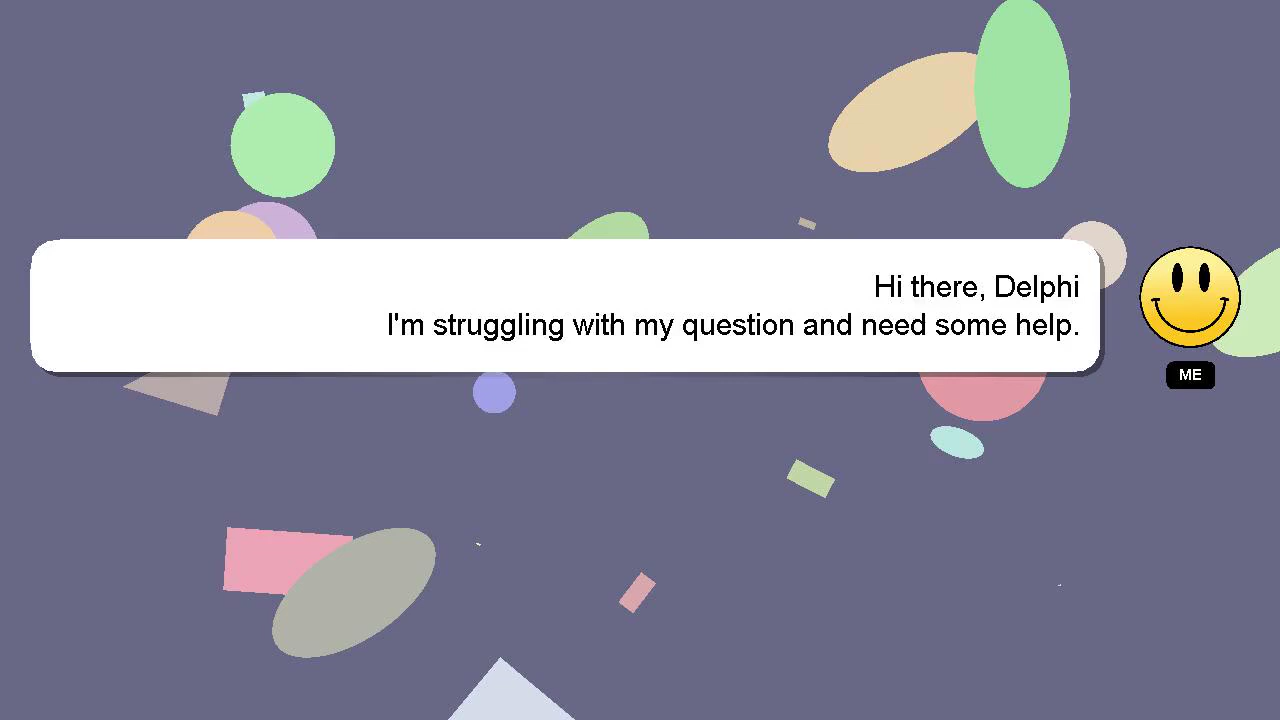 Hi there, Delphi
I'm struggling with my question and need some help.
ME